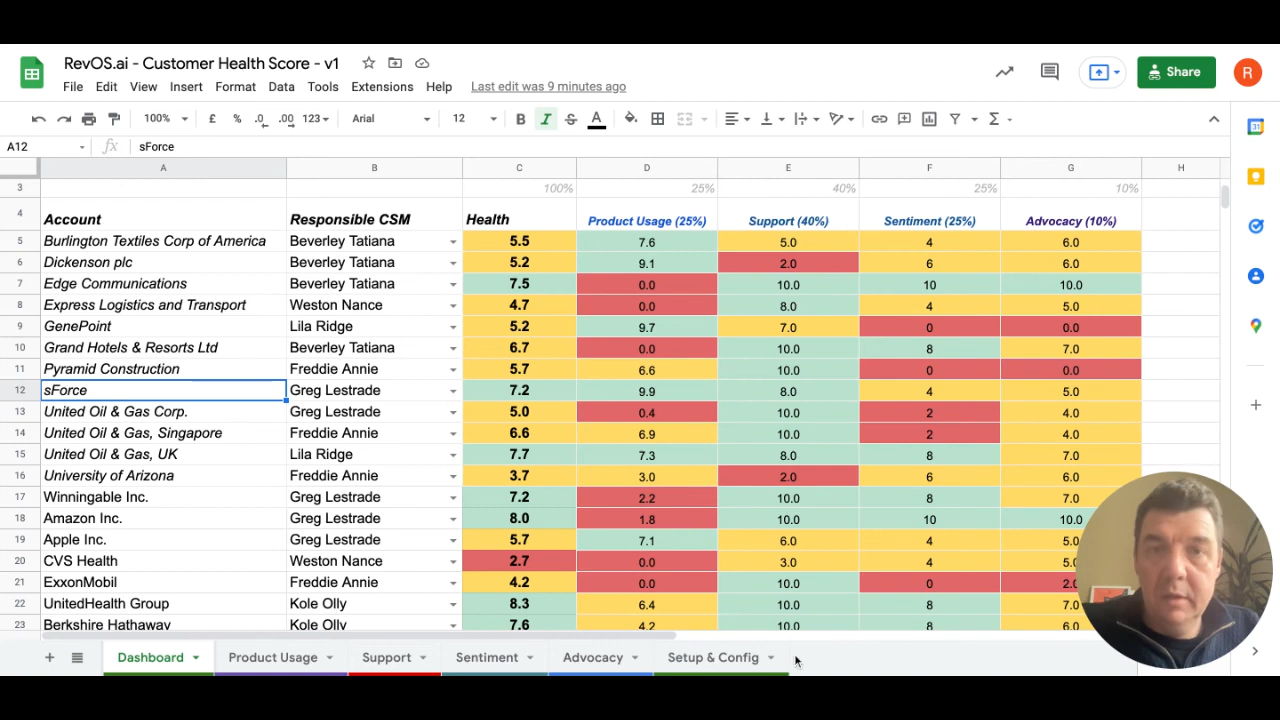 RevOS.ai - Customer Health Score - v1
File Edit View Insert Format Data Tools Extensions Help Last edit was 9 minutes ago
Share R
100% £ % .0 .00 123 Arial 12 B I S A
A12 fx sForce
A B C D E F G H
3 100% 25% 40% 25% 10%
4 Account Responsible CSM Health Product Usage (25%) Support (40%) Sentiment (25%) Advocacy (10%)
5 Burlington Textiles Corp of America Beverley Tatiana 5.5 7.6 5.0 4 6.0
6 Dickenson plc Beverley Tatiana 5.2 9.1 2.0 6 6.0
7 Edge Communications Beverley Tatiana 7.5 0.0 10.0 10 10.0
8 Express Logistics and Transport Weston Nance 4.7 0.0 8.0 4 5.0
9 GenePoint Lila Ridge 5.2 9.7 7.0 0 0.0
10 Grand Hotels & Resorts Ltd Beverley Tatiana 6.7 0.0 10.0 8 7.0
11 Pyramid Construction Freddie Annie 5.7 6.6 10.0 0 0.0
12 sForce Greg Lestrade 7.2 9.9 8.0 4 5.0
13 United Oil & Gas Corp. Greg Lestrade 5.0 0.4 10.0 2 4.0
14 United Oil & Gas, Singapore Freddie Annie 6.6 6.9 10.0 2 4.0
15 United Oil & Gas, UK Lila Ridge 7.7 7.3 8.0 8 7.0
16 University of Arizona Freddie Annie 3.7 3.0 2.0 6 6.0
17 Winningable Inc. Greg Lestrade 7.2 2.2 10.0 8 7.0
18 Amazon Inc. Greg Lestrade 8.0 1.8 10.0 10 10.0
19 Apple Inc. Greg Lestrade 5.7 7.1 6.0 4 5.0
20 CVS Health Weston Nance 2.7 0.0 3.0 4 5.0
21 ExxonMobil Freddie Annie 4.2 0.0 10.0 0 2.0
22 UnitedHealth Group Kole Olly 8.3 6.4 10.0 8 7.0
23 Berkshire Hathaway Kole Olly 7.6 4.2 10.0 8 6.0
Dashboard Product Usage Support Sentiment Advocacy Setup & Config